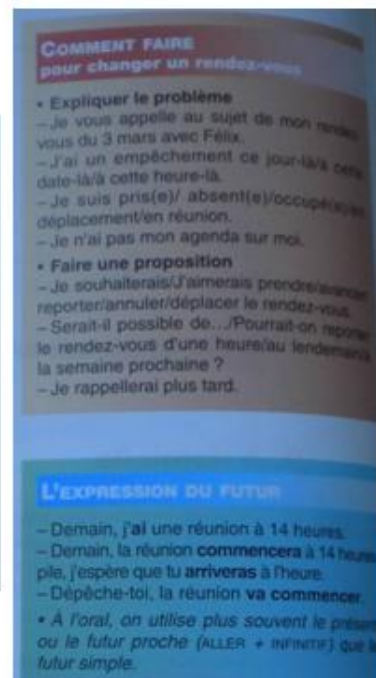 COMMENT FAIRE
pour changer un rendez-vous
• Expliquer le problème
– Je vous appelle au sujet de mon rendez-
vous du 3 mars avec Félix.
– J'ai un empêchement ce jour-là/à cette
date-là/à cette heure-là.
– Je suis pris(e)/ absent(e)/occupé(e)/en
déplacement/en réunion.
– Je n'ai pas mon agenda sur moi.
• Faire une proposition
– Je souhaiterais/J'aimerais prendre/avancer
reporter/annuler/déplacer le rendez-vous.
– Serait-il possible de.../Pourrait-on reporter
le rendez-vous d'une heure/au lendemain/à
la semaine prochaine ?
– Je rappellerai plus tard.
L'EXPRESSION DU FUTUR
– Demain, j'ai une réunion à 14 heures.
– Demain, la réunion commencera à 14 heures
pile, j'espère que tu arriveras à l'heure.
– Dépêche-toi, la réunion va commencer.
• À l'oral, on utilise plus souvent le présent
ou le futur proche (ALLER + INFINITIF) que le
futur simple.